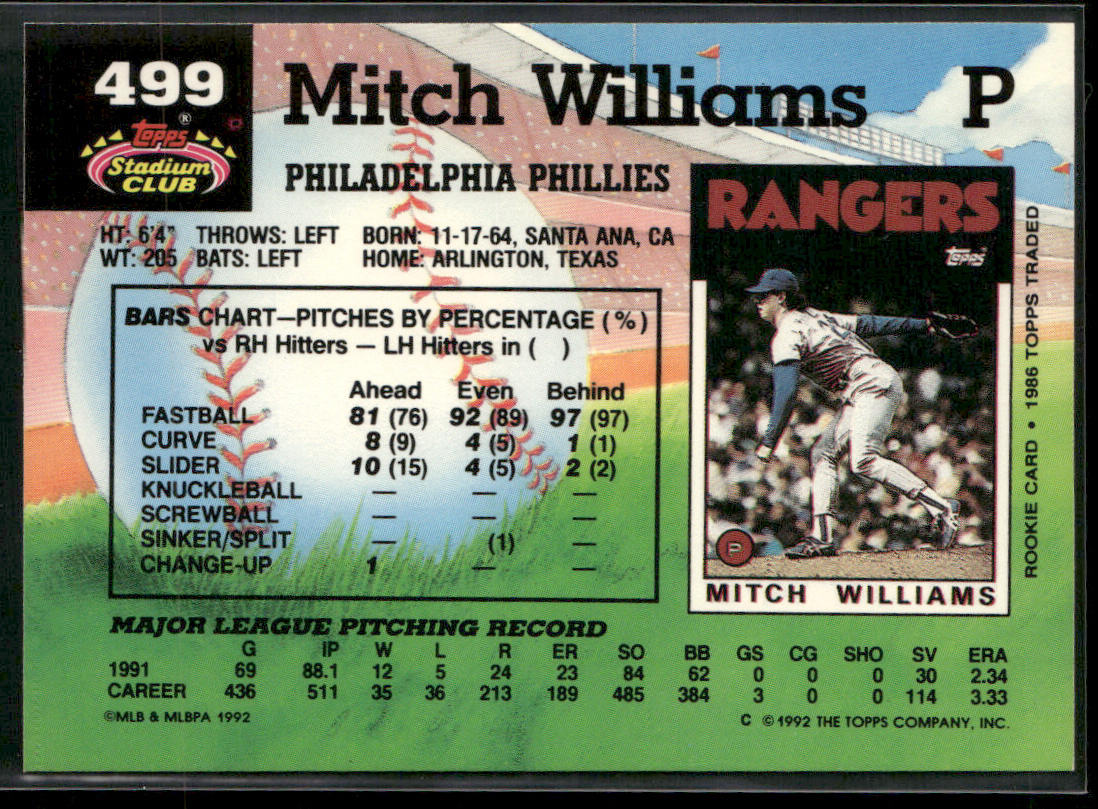 499
Topps ®
Stadium
CLUB
Mitch Williams P
PHILADELPHIA PHILLIES
HT: 6'4" THROWS: LEFT BORN: 11-17-64, SANTA ANA, CA
WT: 205 BATS: LEFT HOME: ARLINGTON, TEXAS
BARS CHART—PITCHES BY PERCENTAGE (%)
vs RH Hitters — LH Hitters in ( )
Ahead Even Behind
FASTBALL 81 (76) 92 (89) 97 (97)
CURVE 8 (9) 4 (5) 1 (1)
SLIDER 10 (15) 4 (5) 2 (2)
KNUCKLEBALL — — —
SCREWBALL — — —
SINKER/SPLIT — (1) —
CHANGE-UP 1 — —
RANGERS
Topps
P
MITCH WILLIAMS
ROOKIE CARD • 1986 TOPPS TRADED
MAJOR LEAGUE PITCHING RECORD
G IP W L R ER SO BB GS CG SHO SV ERA
1991 69 88.1 12 5 24 23 84 62 0 0 0 30 2.34
CAREER 436 511 35 36 213 189 485 384 3 0 0 114 3.33
©MLB & MLBPA 1992
C ©1992 THE TOPPS COMPANY, INC.